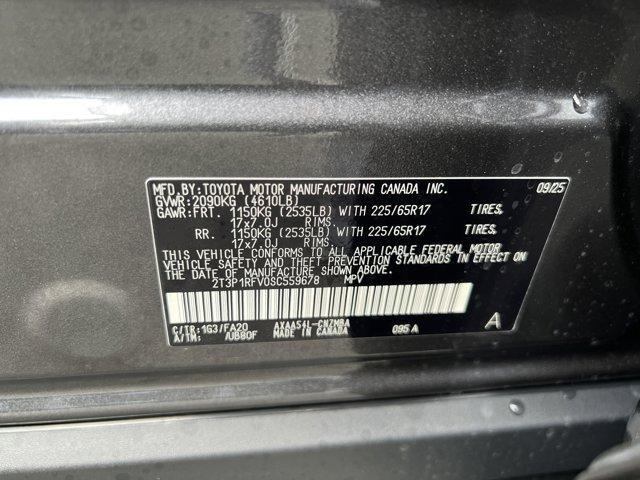 MFD.BY:TOYOTA MOTOR MANUFACTURING CANADA INC. 09/25
GVWR:2090KG (4610LB)
GAWR:FRT. 1150KG (2535LB) WITH 225/65R17 TIRES,
17x7.0J RIMS.
RR. 1150KG (2535LB) WITH 225/65R17 TIRES,
17x7.0J RIMS.
THIS VEHICLE CONFORMS TO ALL APPLICABLE FEDERAL MOTOR
VEHICLE SAFETY AND THEFT PREVENTION STANDARDS IN EFFECT ON
THE DATE OF MANUFACTURE SHOWN ABOVE.
2T3P1RFV0SC559678 MPV
C/TR:1G3/FA20 AXAA54L-CNZMBA
A/TM: /UB80F MADE IN CANADA 095A A